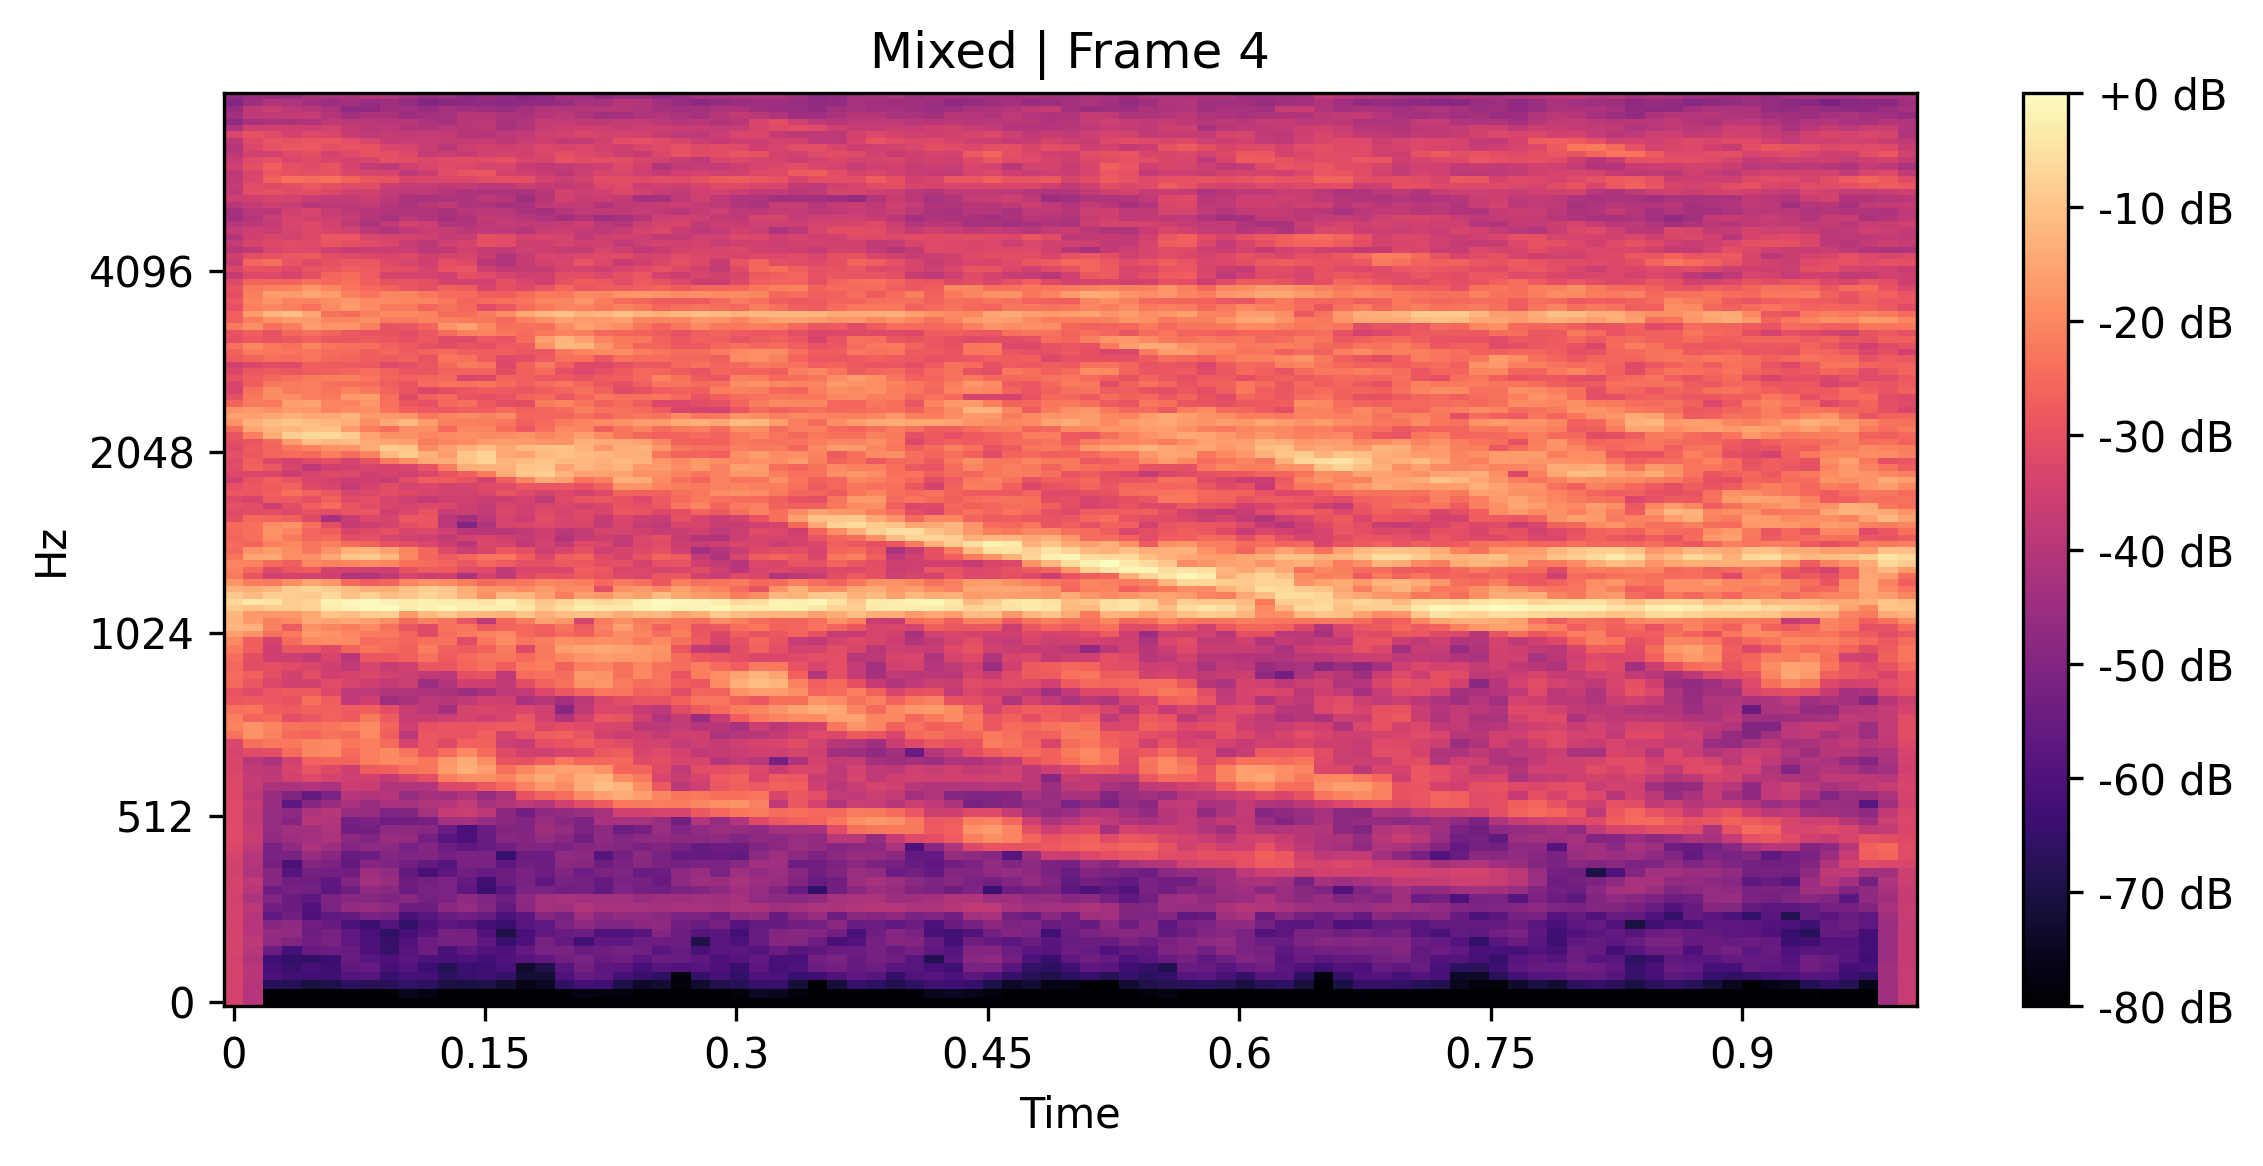 Mixed | Frame 4
Hz
4096
2048
1024
512
0
0 0.15 0.3 0.45 0.6 0.75 0.9
Time
+0 dB
-10 dB
-20 dB
-30 dB
-40 dB
-50 dB
-60 dB
-70 dB
-80 dB